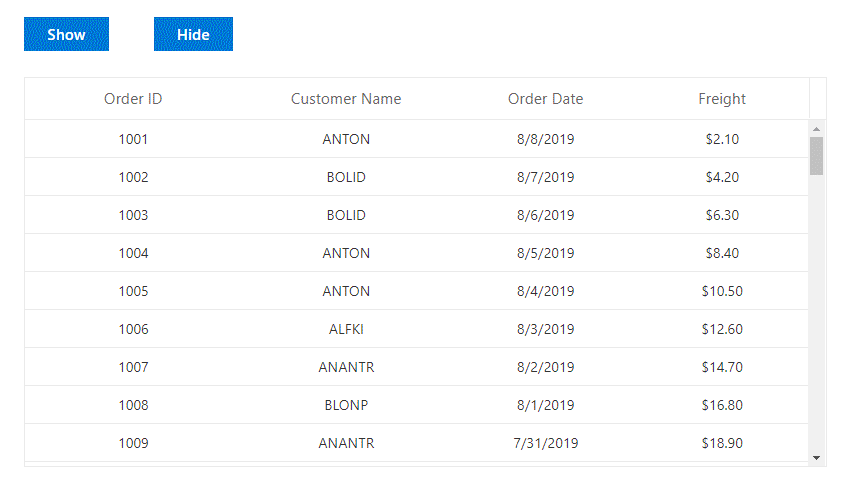 Show Hide
Order ID Customer Name Order Date Freight
1001 ANTON 8/8/2019 $2.10
1002 BOLID 8/7/2019 $4.20
1003 BOLID 8/6/2019 $6.30
1004 ANTON 8/5/2019 $8.40
1005 ANTON 8/4/2019 $10.50
1006 ALFKI 8/3/2019 $12.60
1007 ANANTR 8/2/2019 $14.70
1008 BLONP 8/1/2019 $16.80
1009 ANANTR 7/31/2019 $18.90